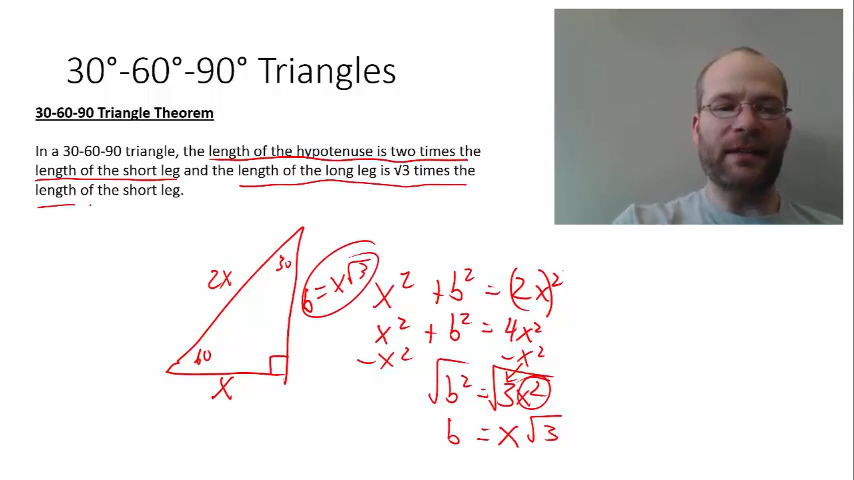 30°-60°-90° Triangles
30-60-90 Triangle Theorem
In a 30-60-90 triangle, the length of the hypotenuse is two times the
length of the short leg and the length of the long leg is √3 times the
length of the short leg.
2x
30
60
x
b = x√3
x² + b² = (2x)²
x² + b² = 4x²
-x² -x²
√b² = √3x²
b = x√3